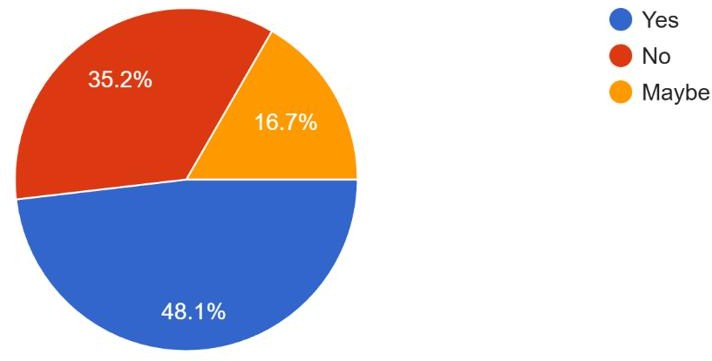 Yes
No
Maybe
35.2%
16.7%
48.1%